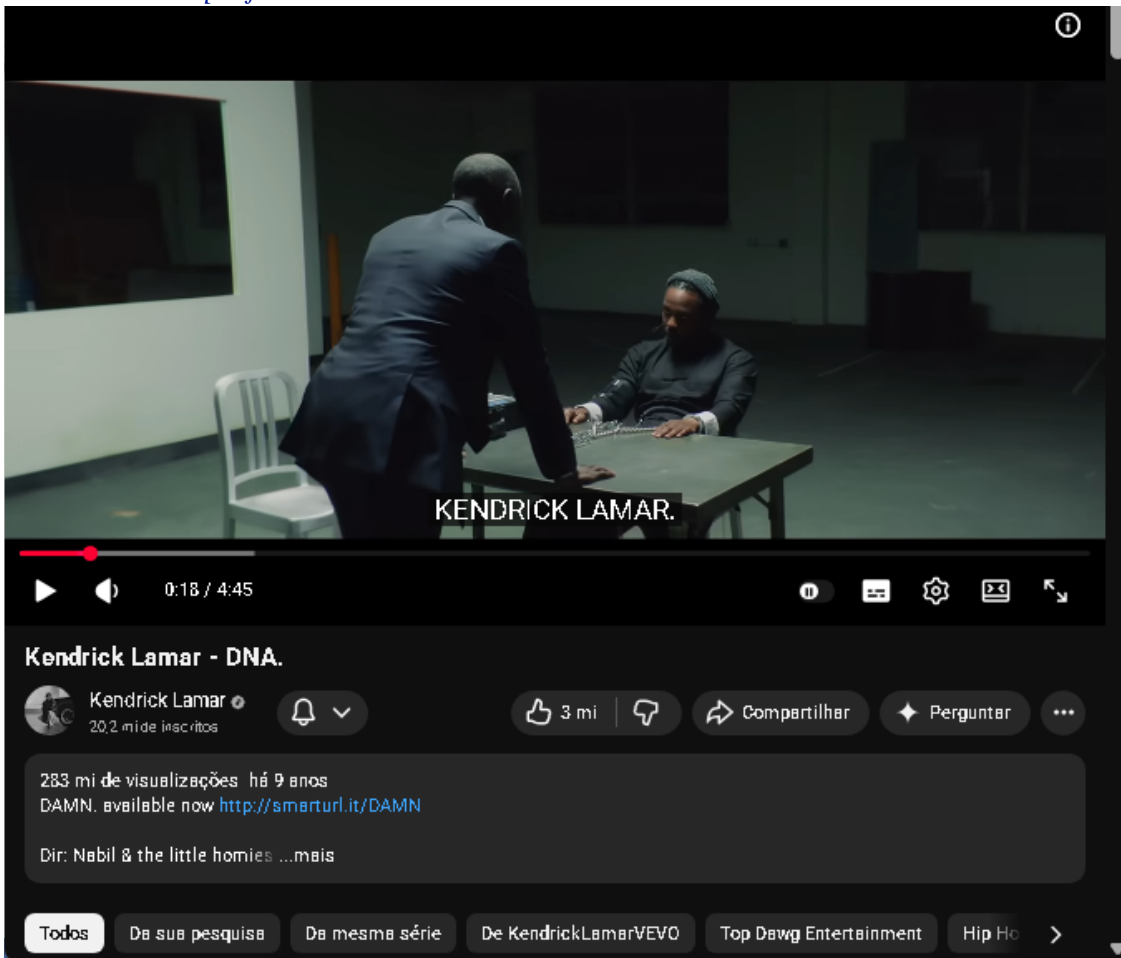 KENDRICK LAMAR.
0:18 / 4:45
Kendrick Lamar - DNA.
Kendrick Lamar
20,2 mi de inscritos
3 mi
Compartilhar
Perguntar
283 mi de visualizações há 9 anos
DAMN. available now http://smarturl.it/DAMN
Dir: Nabil & the little homies ...mais
Todos
Da sua pesquisa
Da mesma série
De KendrickLamarVEVO
Top Dawg Entertainment
Hip Ho